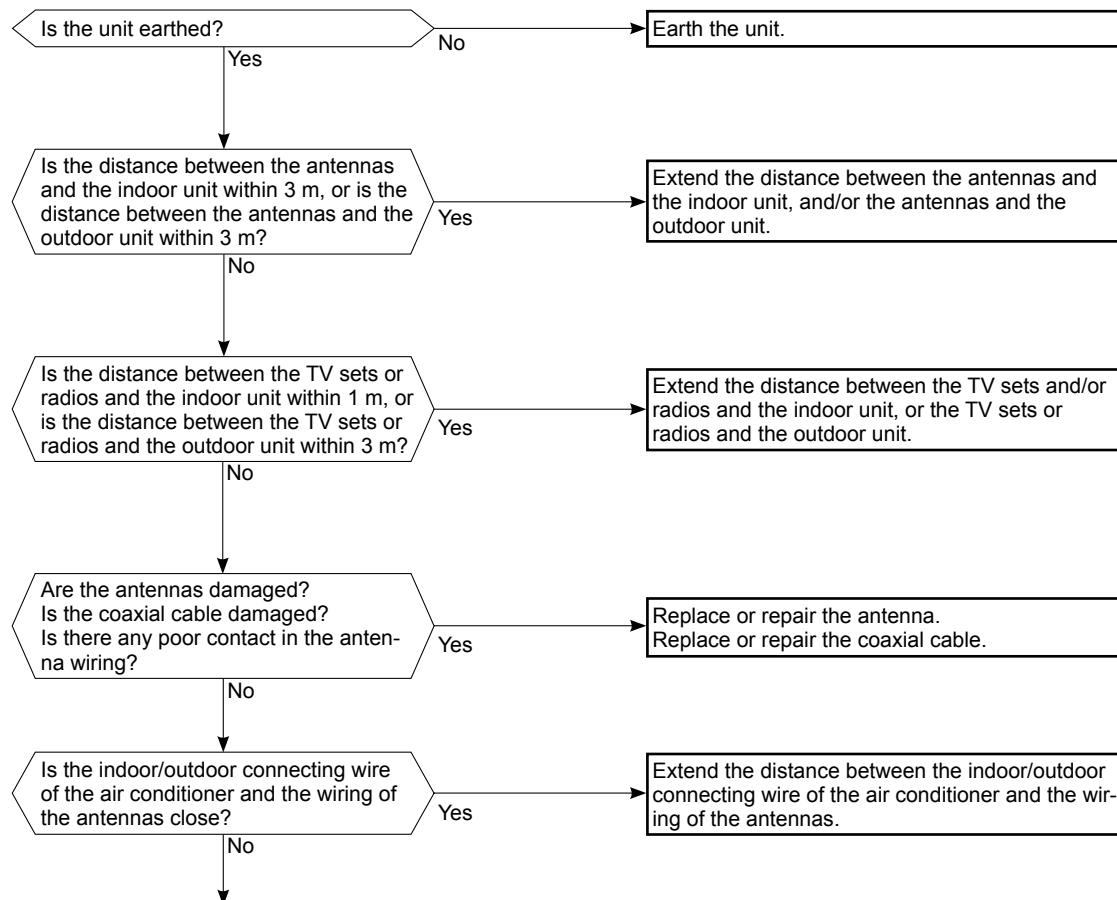 Is the unit earthed?
No
Earth the unit.
Yes
Is the distance between the antennas
and the indoor unit within 3 m, or is the
distance between the antennas and the
outdoor unit within 3 m?
Yes
Extend the distance between the antennas and
the indoor unit, and/or the antennas and the
outdoor unit.
No
Is the distance between the TV sets or
radios and the indoor unit within 1 m, or
is the distance between the TV sets or
radios and the outdoor unit within 3 m?
Yes
Extend the distance between the TV sets and/or
radios and the indoor unit, or the TV sets or
radios and the outdoor unit.
No
Are the antennas damaged?
Is the coaxial cable damaged?
Is there any poor contact in the anten-
na wiring?
Yes
Replace or repair the antenna.
Replace or repair the coaxial cable.
No
Is the indoor/outdoor connecting wire
of the air conditioner and the wiring of
the antennas close?
Yes
Extend the distance between the indoor/outdoor
connecting wire of the air conditioner and the wir-
ing of the antennas.
No